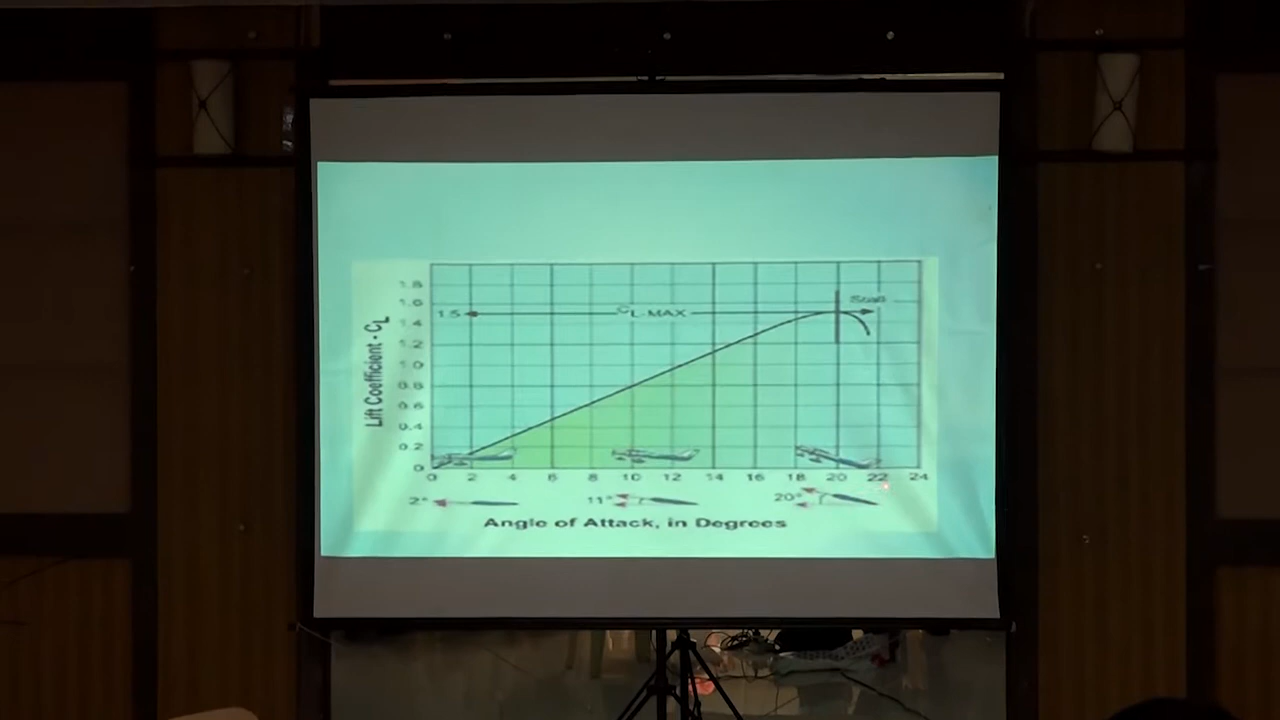 1.8
1.6
1.5 CL-MAX Stall
1.4
1.2
1.0
0.8
0.6
0.4
0.2
0
Lift Coefficient - CL
0 2 4 6 8 10 12 14 16 18 20 22 24
2° 11° 20°
Angle of Attack, in Degrees